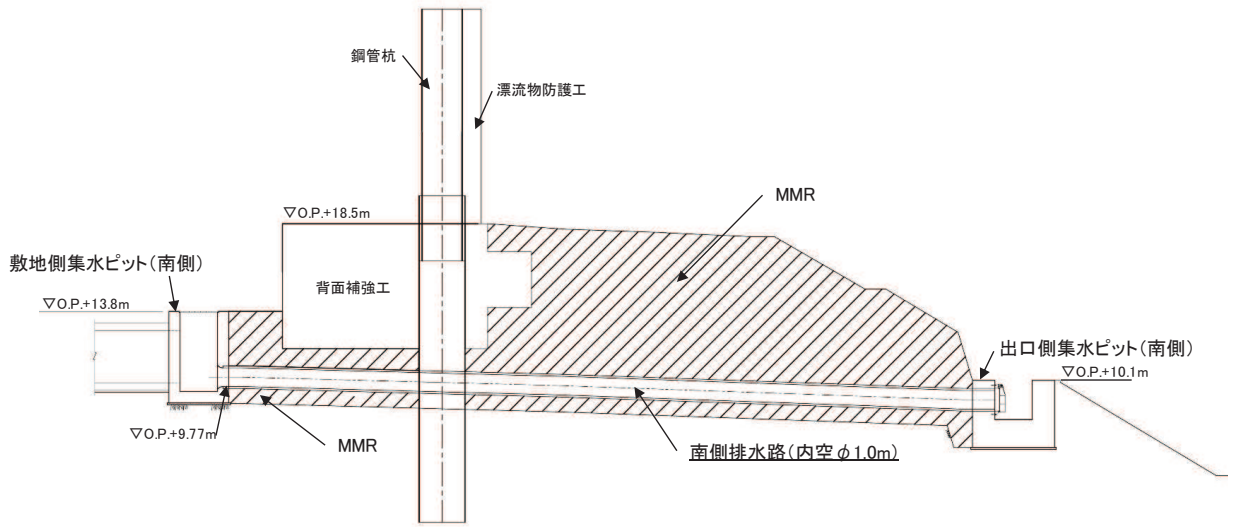 鋼管杭
漂流物防護工
MMR
▽O.P.+18.5m
敷地側集水ピット(南側)
▽O.P.+13.8m
背面補強工
出口側集水ピット(南側)
▽O.P.+10.1m
▽O.P.+9.77m
MMR
南側排水路(内空φ1.0m)